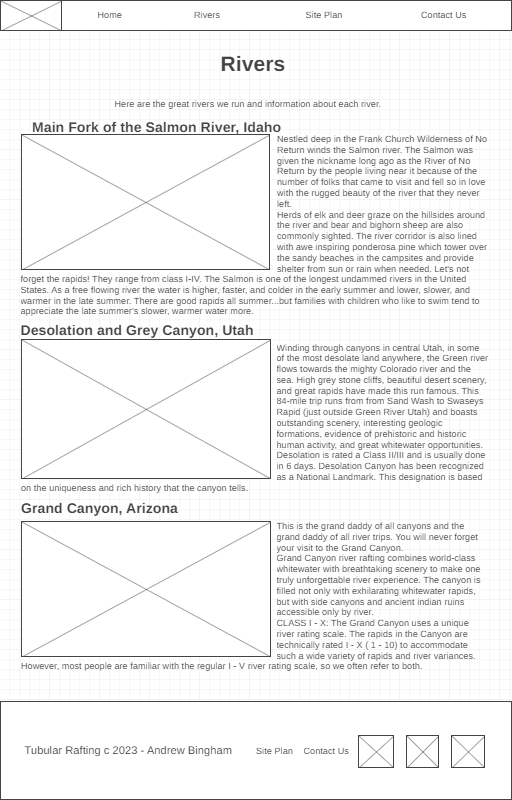 Home Rivers Site Plan Contact Us
Rivers
Here are the great rivers we run and information about each river.
Main Fork of the Salmon River, Idaho
Nestled deep in the Frank Church Wilderness of No
Return winds the Salmon river. The Salmon was
given the nickname long ago as the River of No
Return by the people living near it because of the
number of folks that came to visit and fell so in love
with the rugged beauty of the river that they never
left.
Herds of elk and deer graze on the hillsides around
the river and bear and bighorn sheep are also
commonly sighted. The river corridor is also lined
with awe inspiring ponderosa pine which tower over
the sandy beaches in the campsites and provide
shelter from sun or rain when needed. Let's not
forget the rapids! They range from class I-IV. The Salmon is one of the longest undammed rivers in the United
States. As a free flowing river the water is higher, faster, and colder in the early summer and lower, slower, and
warmer in the late summer. There are good rapids all summer...but families with children who like to swim tend to
appreciate the late summer's slower, warmer water more.
Desolation and Grey Canyon, Utah
Winding through canyons in central Utah, in some
of the most desolate land anywhere, the Green river
flows towards the mighty Colorado river and the
sea. High grey stone cliffs, beautiful desert scenery,
and great rapids have made this run famous. This
84-mile trip runs from from Sand Wash to Swaseys
Rapid (just outside Green River Utah) and boasts
outstanding scenery, interesting geologic
formations, evidence of prehistoric and historic
human activity, and great whitewater opportunities.
Desolation is rated a Class II/III and is usually done
in 6 days. Desolation Canyon has been recognized
as a National Landmark. This designation is based
on the uniqueness and rich history that the canyon tells.
Grand Canyon, Arizona
This is the grand daddy of all canyons and the
grand daddy of all river trips. You will never forget
your visit to the Grand Canyon.
Grand Canyon river rafting combines world-class
whitewater with breathtaking scenery to make one
truly unforgettable river experience. The canyon is
filled not only with exhilarating whitewater rapids,
but with side canyons and ancient indian ruins
accessible only by river.
CLASS I - X: The Grand Canyon uses a unique
river rating scale. The rapids in the Canyon are
technically rated I - X ( 1 - 10) to accommodate
such a wide variety of rapids and river variances.
However, most people are familiar with the regular I - V river rating scale, so we often refer to both.
Tubular Rafting c 2023 - Andrew Bingham Site Plan Contact Us